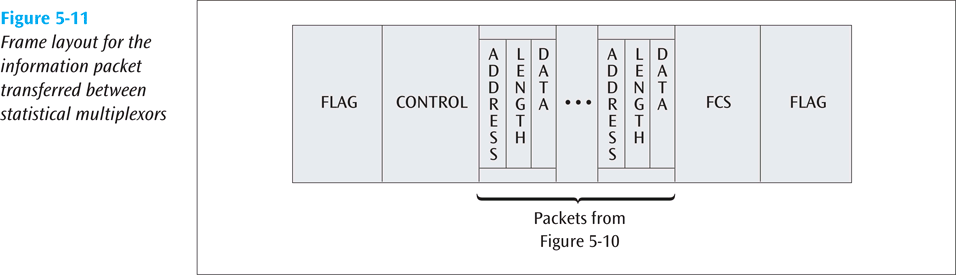 Figure 5-11
Frame layout for the
information packet
transferred between
statistical multiplexors
FLAG
CONTROL
ADDRESS
LENGTH
DATA
•••
ADDRESS
LENGTH
DATA
FCS
FLAG
Packets from
Figure 5-10